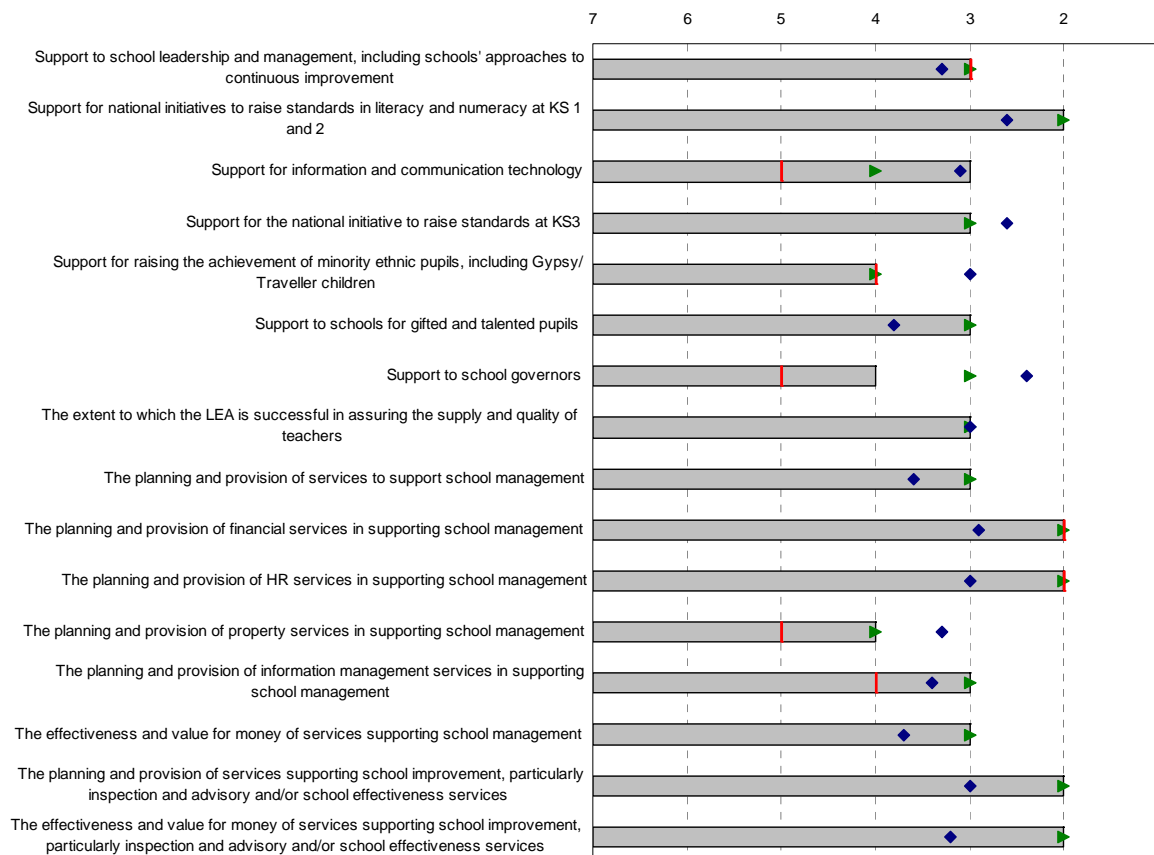 7 6 5 4 3 2
Support to school leadership and management, including schools' approaches to
continuous improvement
Support for national initiatives to raise standards in literacy and numeracy at KS 1
and 2
Support for information and communication technology
Support for the national initiative to raise standards at KS3
Support for raising the achievement of minority ethnic pupils, including Gypsy/
Traveller children
Support to schools for gifted and talented pupils
Support to school governors
The extent to which the LEA is successful in assuring the supply and quality of
teachers
The planning and provision of services to support school management
The planning and provision of financial services in supporting school management
The planning and provision of HR services in supporting school management
The planning and provision of property services in supporting school management
The planning and provision of information management services in supporting
school management
The effectiveness and value for money of services supporting school management
The planning and provision of services supporting school improvement, particularly
inspection and advisory and/or school effectiveness services
The effectiveness and value for money of services supporting school improvement,
particularly inspection and advisory and/or school effectiveness services